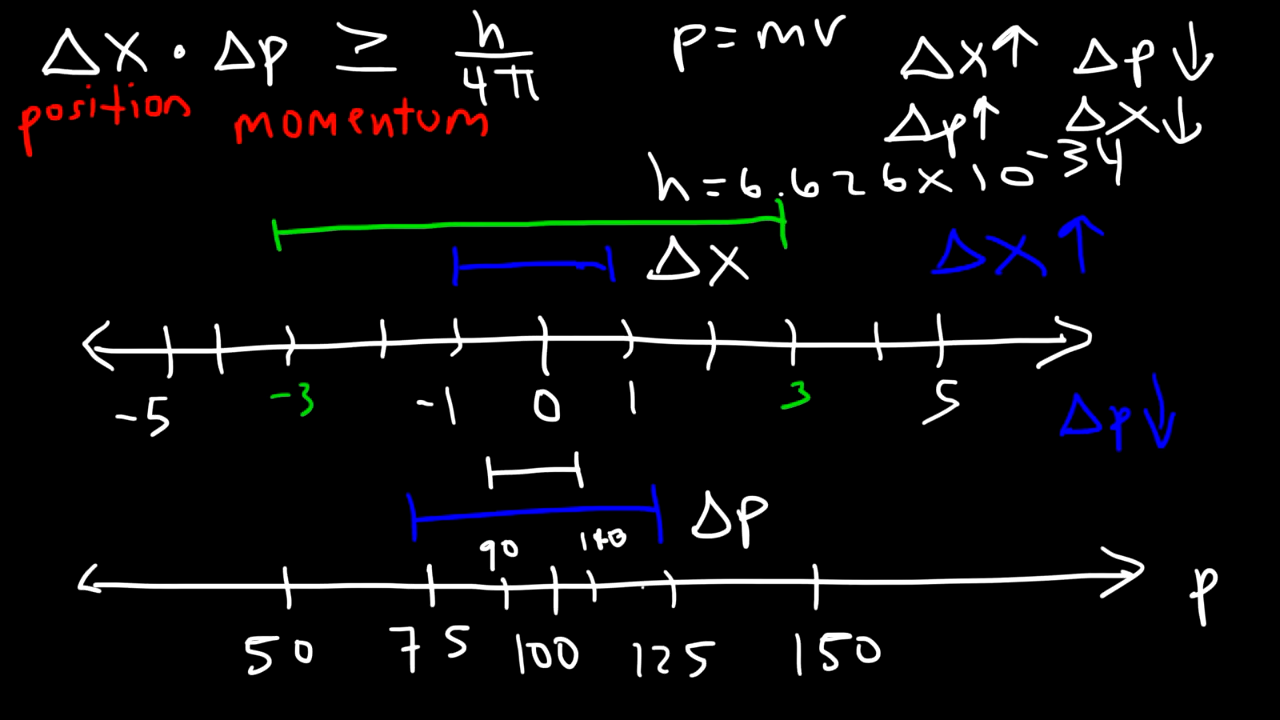 Δx · Δp ≥ h/4π
p = mv
Δx↑ Δp↓
position momentum
Δp↑ Δx↓
h = 6.626x10^-34
Δx
Δx↑
-5 -3 -1 0 1 3 5
Δp↓
Δp
90
50 75 100 125 150
p